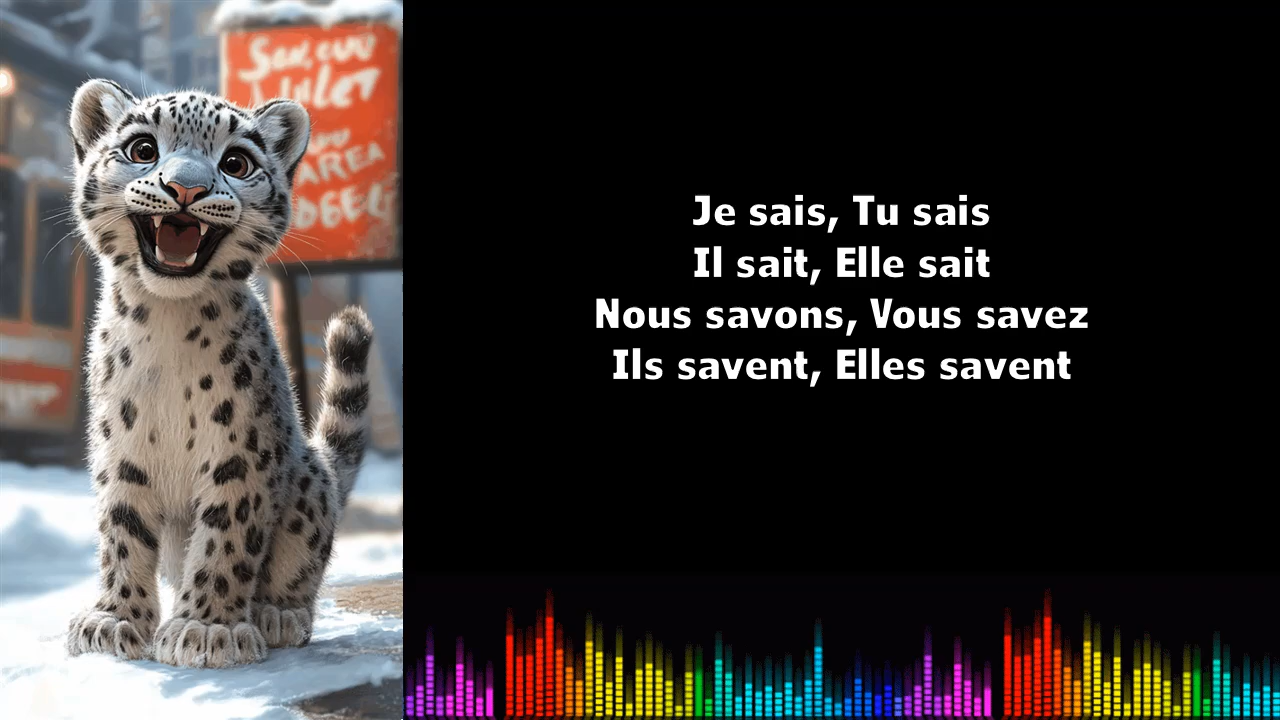 Je sais, Tu sais
Il sait, Elle sait
Nous savons, Vous savez
Ils savent, Elles savent